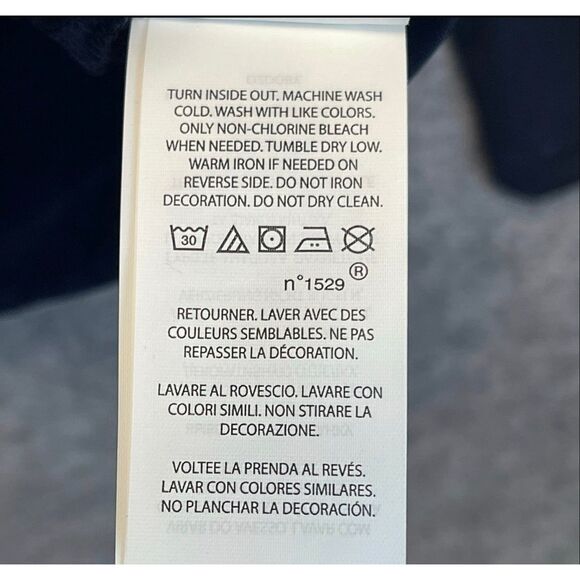 TURN INSIDE OUT. MACHINE WASH
COLD. WASH WITH LIKE COLORS.
ONLY NON-CHLORINE BLEACH
WHEN NEEDED. TUMBLE DRY LOW.
WARM IRON IF NEEDED ON
REVERSE SIDE. DO NOT IRON
DECORATION. DO NOT DRY CLEAN.
30
n°1529 ®
RETOURNER. LAVER AVEC DES
COULEURS SEMBLABLES. NE PAS
REPASSER LA DÉCORATION.
LAVARE AL ROVESCIO. LAVARE CON
COLORI SIMILI. NON STIRARE LA
DECORAZIONE.
VOLTEE LA PRENDA AL REVÉS.
LAVAR CON COLORES SIMILARES.
NO PLANCHAR LA DECORACIÓN.